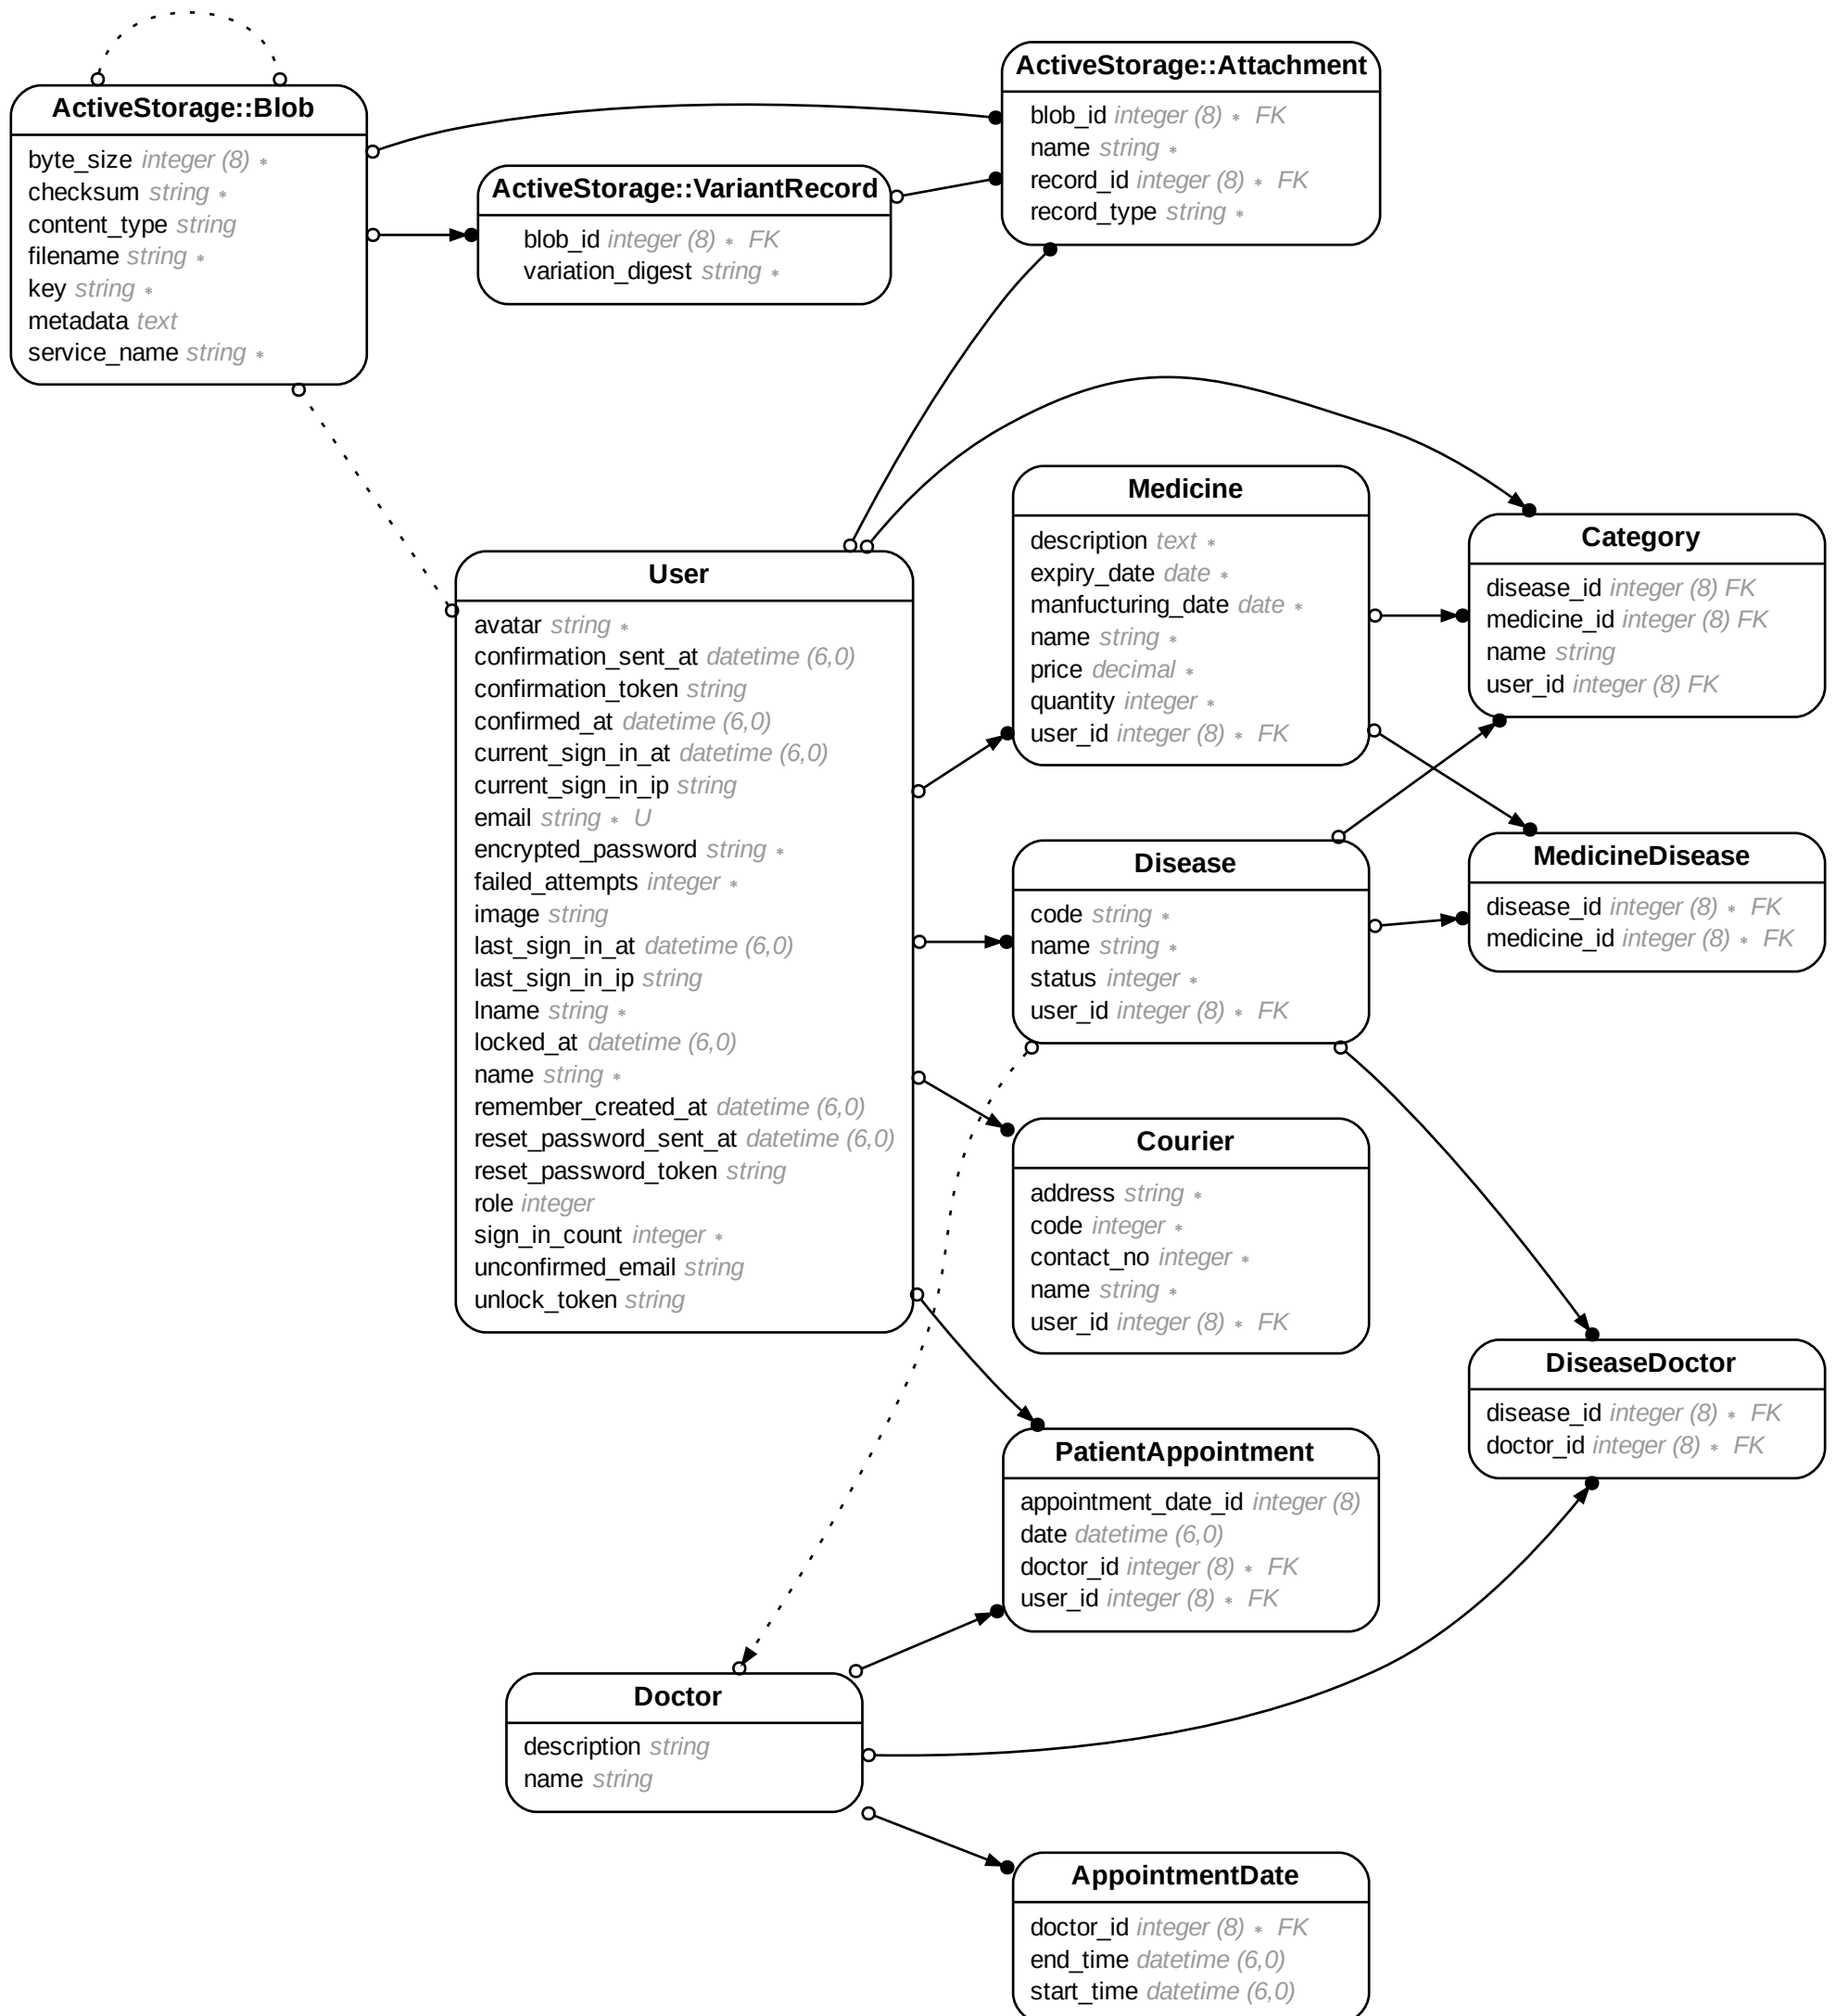 ActiveStorage::Blob
byte_size integer (8) *
checksum string *
content_type string
filename string *
key string *
metadata text
service_name string *
ActiveStorage::VariantRecord
blob_id integer (8) * FK
variation_digest string *
ActiveStorage::Attachment
blob_id integer (8) * FK
name string *
record_id integer (8) * FK
record_type string *
User
avatar string *
confirmation_sent_at datetime (6,0)
confirmation_token string
confirmed_at datetime (6,0)
current_sign_in_at datetime (6,0)
current_sign_in_ip string
email string * U
encrypted_password string *
failed_attempts integer *
image string
last_sign_in_at datetime (6,0)
last_sign_in_ip string
lname string *
locked_at datetime (6,0)
name string *
remember_created_at datetime (6,0)
reset_password_sent_at datetime (6,0)
reset_password_token string
role integer
sign_in_count integer *
unconfirmed_email string
unlock_token string
Medicine
description text *
expiry_date date *
manfucturing_date date *
name string *
price decimal *
quantity integer *
user_id integer (8) * FK
Category
disease_id integer (8) FK
medicine_id integer (8) FK
name string
user_id integer (8) FK
Disease
code string *
name string *
status integer *
user_id integer (8) * FK
MedicineDisease
disease_id integer (8) * FK
medicine_id integer (8) * FK
Courier
address string *
code integer *
contact_no integer *
name string *
user_id integer (8) * FK
DiseaseDoctor
disease_id integer (8) * FK
doctor_id integer (8) * FK
PatientAppointment
appointment_date_id integer (8)
date datetime (6,0)
doctor_id integer (8) * FK
user_id integer (8) * FK
Doctor
description string
name string
AppointmentDate
doctor_id integer (8) * FK
end_time datetime (6,0)
start_time datetime (6,0)